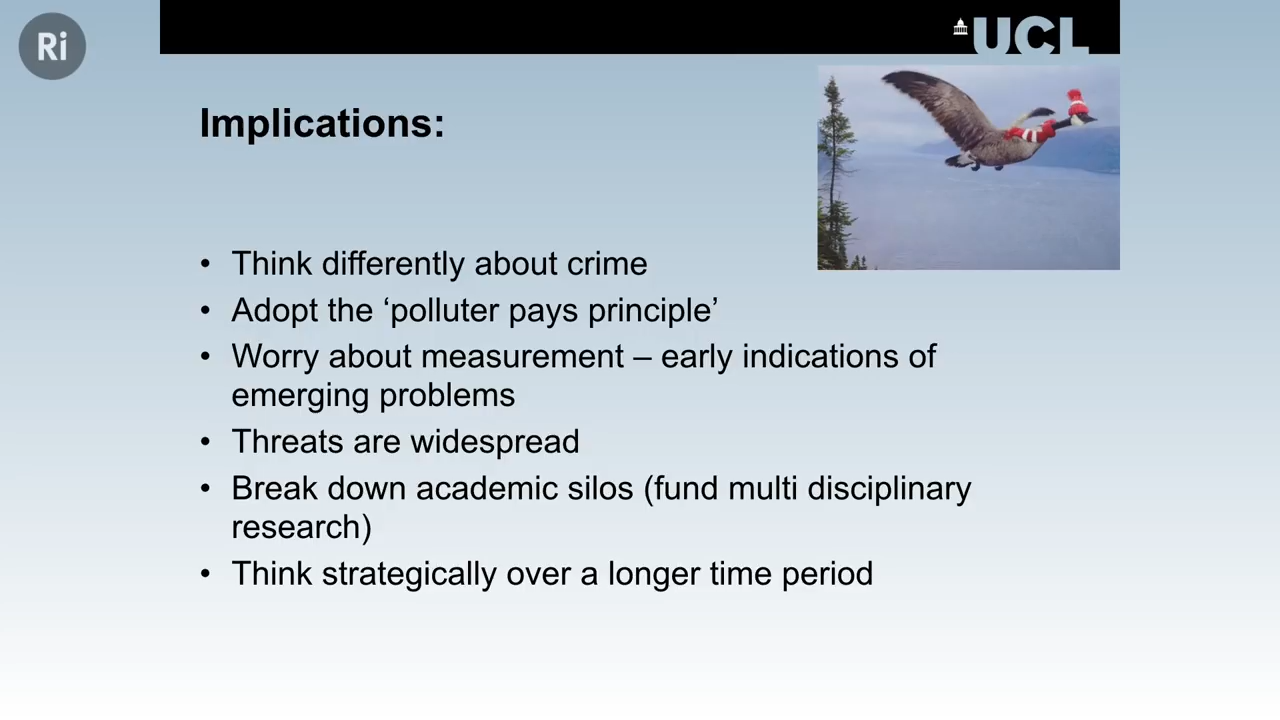 Ri
UCL
Implications:
• Think differently about crime
• Adopt the ‘polluter pays principle’
• Worry about measurement – early indications of
emerging problems
• Threats are widespread
• Break down academic silos (fund multi disciplinary
research)
• Think strategically over a longer time period